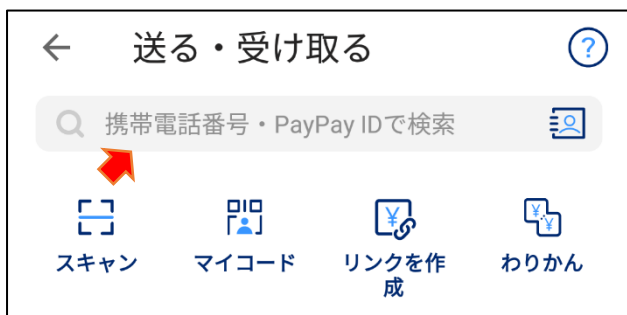 送る・受け取る
?
携帯電話番号・PayPay IDで検索
スキャン
マイコード
リンクを作
成
わりかん